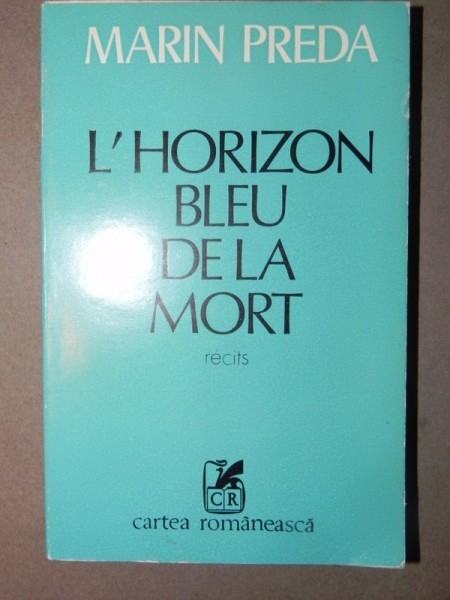 MARIN PREDA
L'HORIZON
BLEU
DE LA
MORT
récits
CR
cartea românească